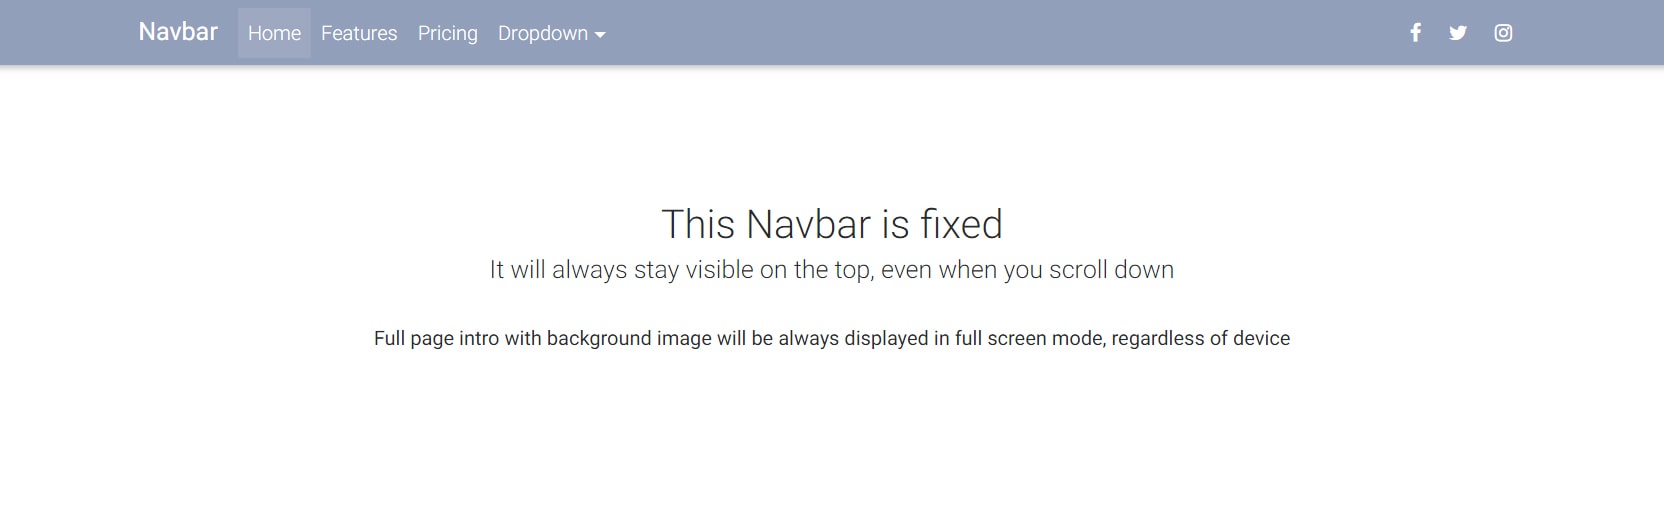 Navbar Home Features Pricing Dropdown
This Navbar is fixed
It will always stay visible on the top, even when you scroll down
Full page intro with background image will be always displayed in full screen mode, regardless of device